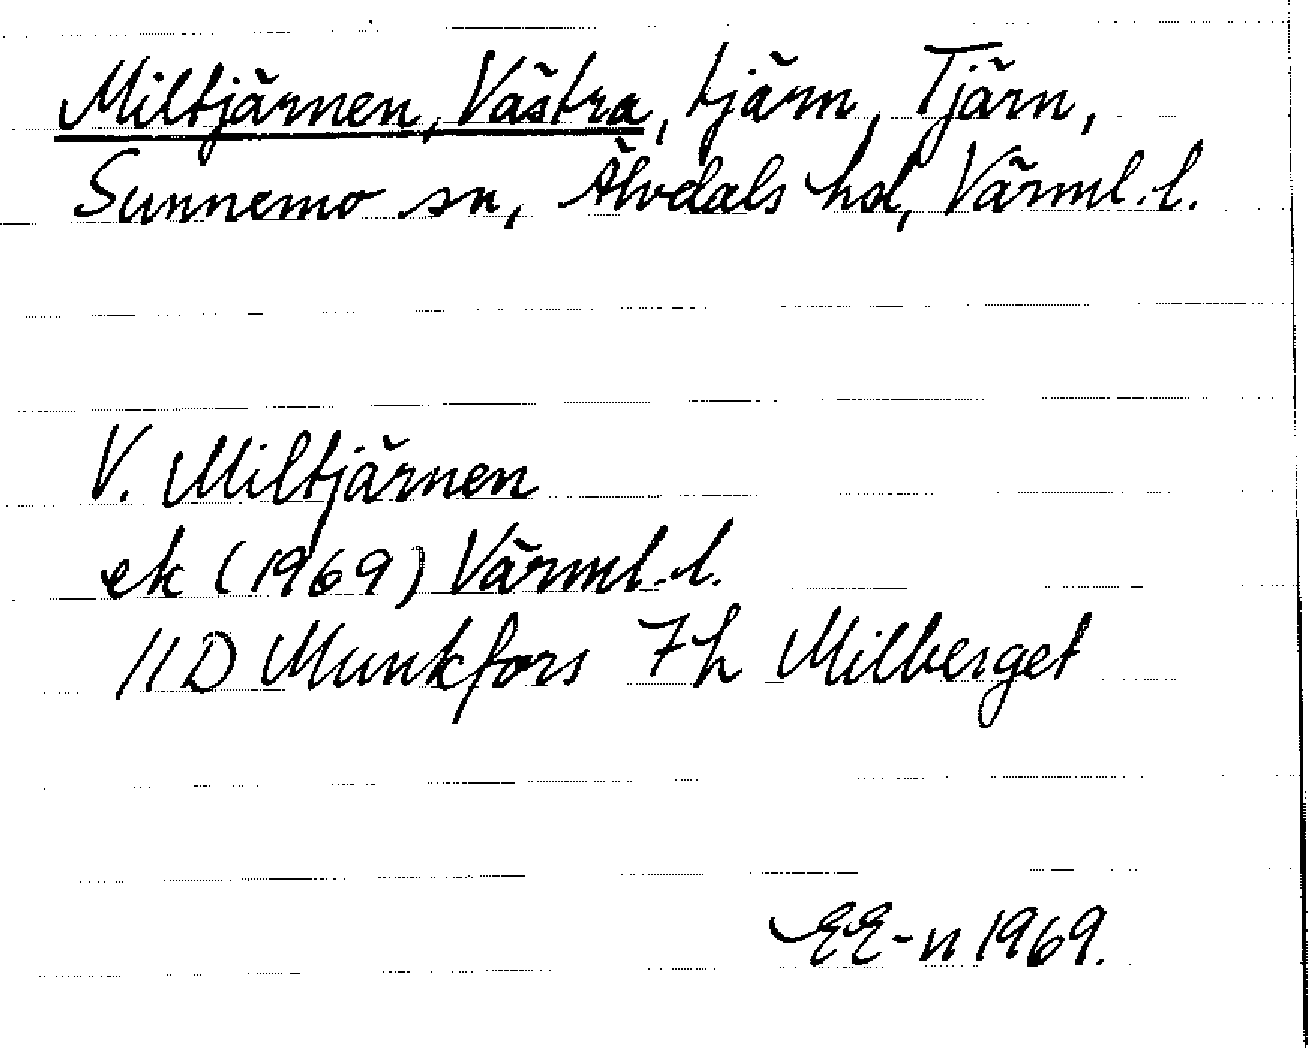 Miltjärnen, Västra, tjärn, Tjärn,
Sunnemo sn, Älvdals hd, Värml. l.
V. Miltjärnen
ek (1969) Värml. l.
11D Munkfors 7h Milberget
EE-n 1969.